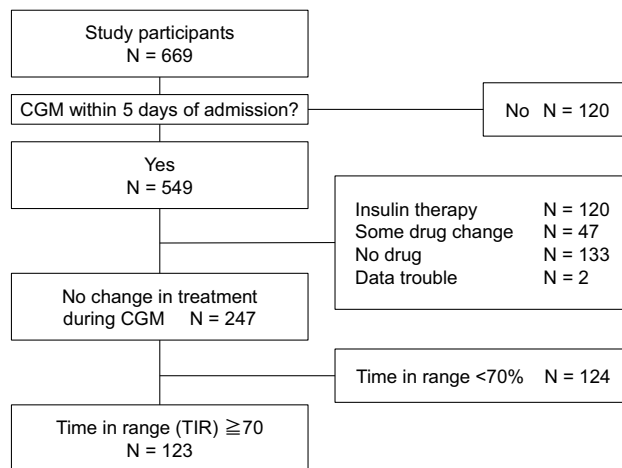 Study participants
N = 669
CGM within 5 days of admission?
No N = 120
Yes
N = 549
Insulin therapy N = 120
Some drug change N = 47
No drug N = 133
Data trouble N = 2
No change in treatment
during CGM N = 247
Time in range <70% N = 124
Time in range (TIR) ≧70
N = 123